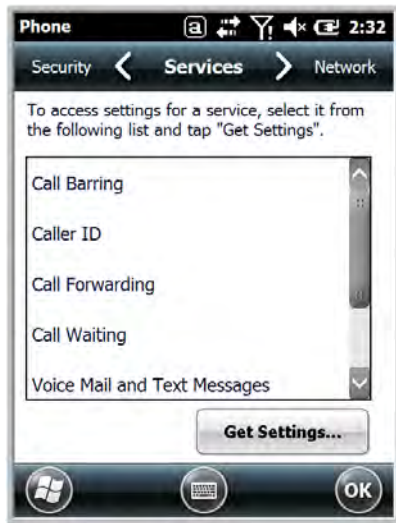 Phone a 2:32
Security Services Network
To access settings for a service, select it from
the following list and tap "Get Settings".
Call Barring
Caller ID
Call Forwarding
Call Waiting
Voice Mail and Text Messages
Get Settings...
OK